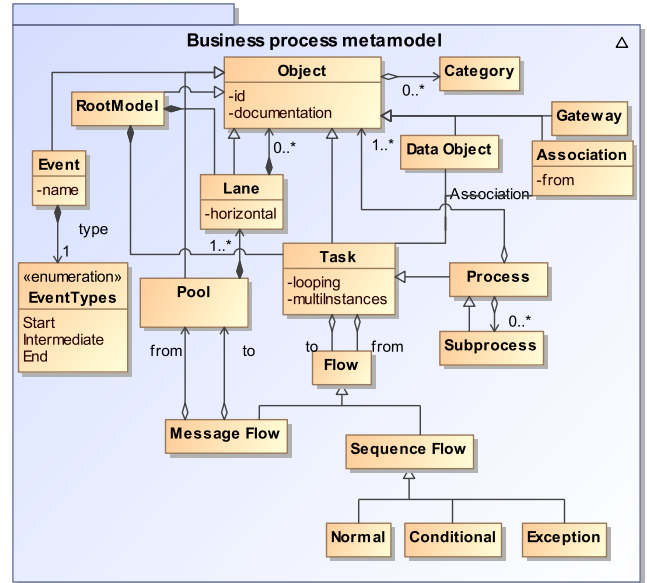 Business process metamodel
Object
-id
-documentation
Category
0..*
RootModel
Gateway
Event
-name
Data Object
Association
-from
0..*
1..*
Lane
-horizontal
Association
type
1
1..*
«enumeration»
EventTypes
Start
Intermediate
End
Pool
Task
-looping
-multiInstances
Process
0..*
Subprocess
from
to
to
from
Flow
Message Flow
Sequence Flow
Normal
Conditional
Exception